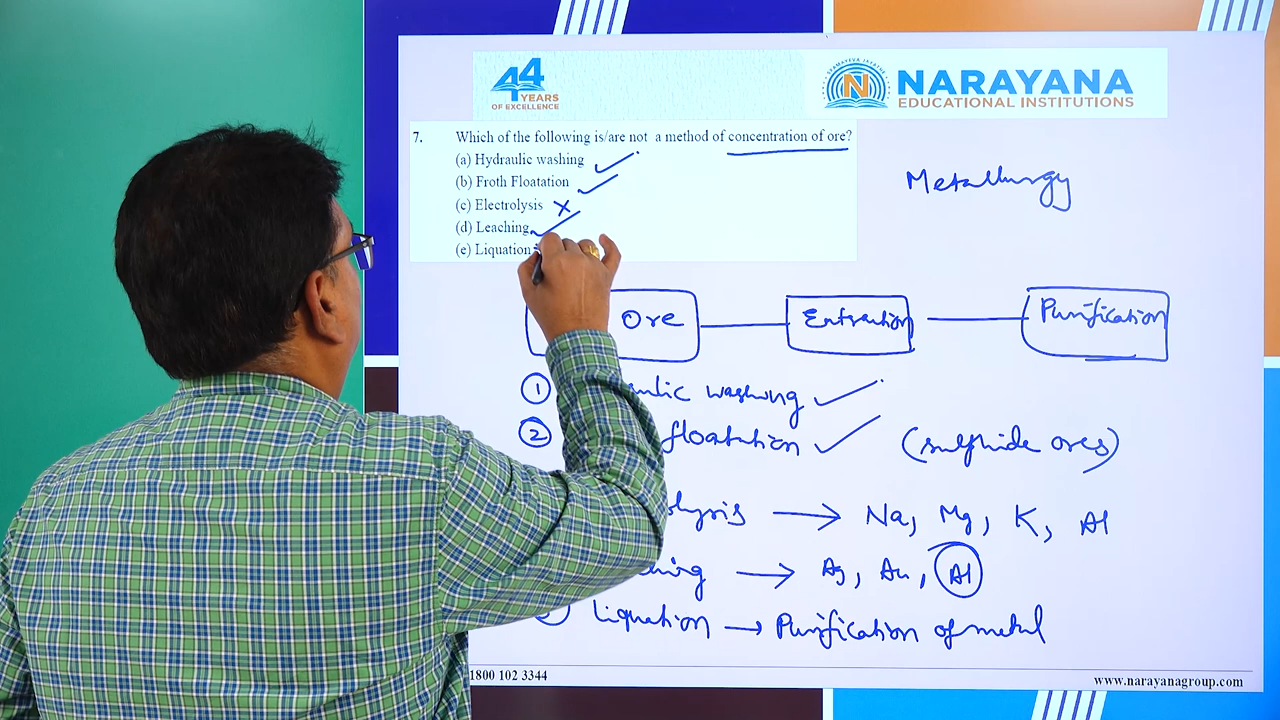 44
YEARS
OF EXCELLENCE
NARAYANA
EDUCATIONAL INSTITUTIONS
7. Which of the following is/are not a method of concentration of ore?
(a) Hydraulic washing
(b) Froth Floatation
(c) Electrolysis
(d) Leaching
(e) Liquation
Metallurgy
Ore Extraction Purification
1 washing
2 floatation (sulphide ores)
Na, Mg, K, Al
Ag, Au, Al
Liquation → Purification of metal
1800 102 3344
www.narayanagroup.com